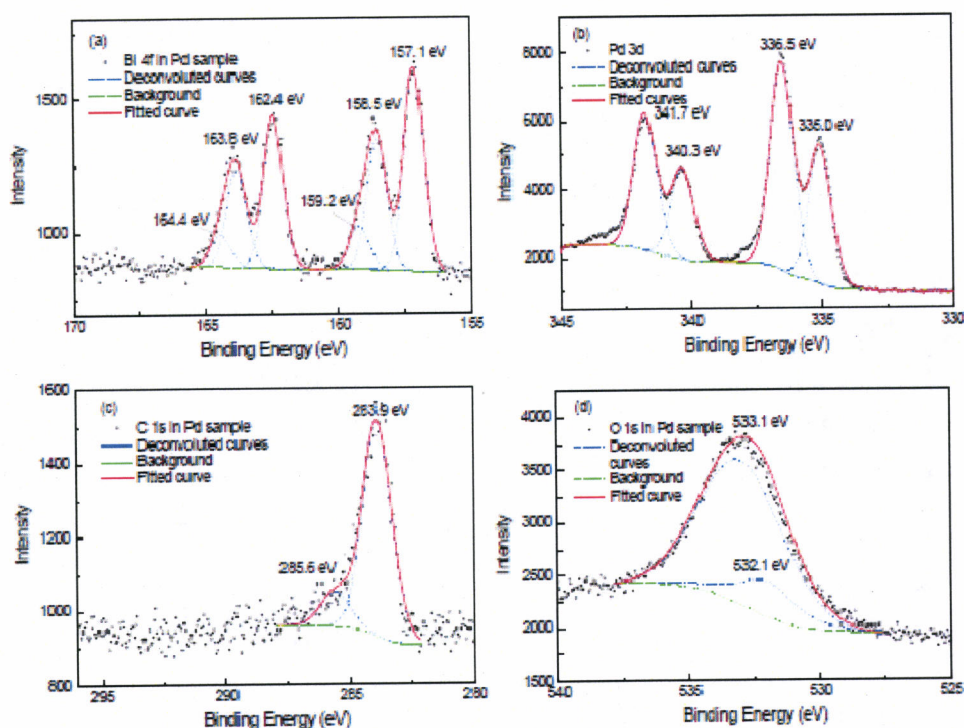 (a)
Bi 4f in Pd sample
Deconvoluted curves
Background
Fitted curve
157.1 eV
162.4 eV
158.5 eV
163.8 eV
159.2 eV
164.4 eV
1500
1000
Intensity
170
165
160
155
Binding Energy (eV)
(b)
Pd 3d
Deconvoluted curves
Background
Fitted curves
336.5 eV
341.7 eV
335.0 eV
340.3 eV
8000
6000
4000
2000
Intensity
345
340
335
330
Binding Energy (eV)
(c)
C 1s in Pd sample
Deconvoluted curves
Background
Fitted curve
283.9 eV
285.6 eV
1600
1400
1200
1000
800
Intensity
295
290
285
280
Binding Energy (eV)
(d)
O 1s in Pd sample
Deconvoluted
curves
Background
Fitted curve
533.1 eV
532.1 eV
4000
3500
3000
2500
2000
1500
Intensity
540
535
530
525
Binding Energy (eV)